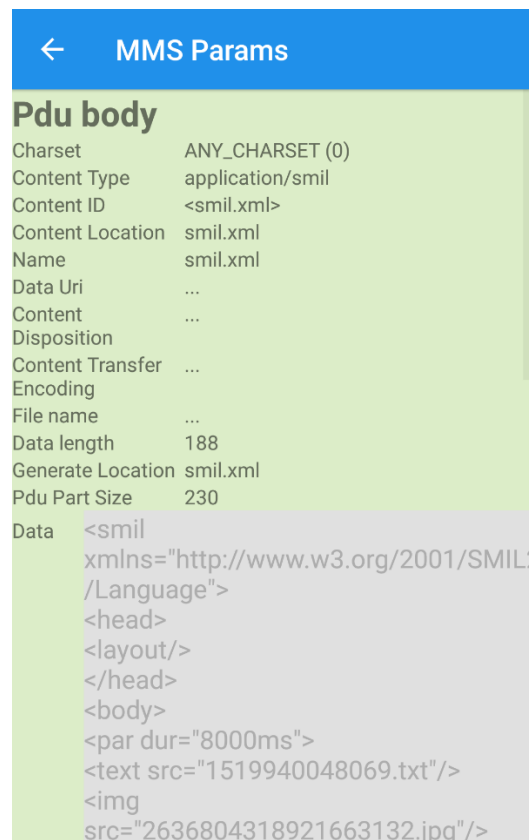 MMS Params
Pdu body
Charset ANY_CHARSET (0)
Content Type application/smil
Content ID <smil.xml>
Content Location smil.xml
Name smil.xml
Data Uri ...
Content ...
Disposition
Content Transfer ...
Encoding
File name ...
Data length 188
Generate Location smil.xml
Pdu Part Size 230
Data <smil
xmlns="http://www.w3.org/2001/SMIL
/Language">
<head>
<layout/>
</head>
<body>
<par dur="8000ms">
<text src="1519940048069.txt"/>
<img
src="2636804318921663132.jpg"/>